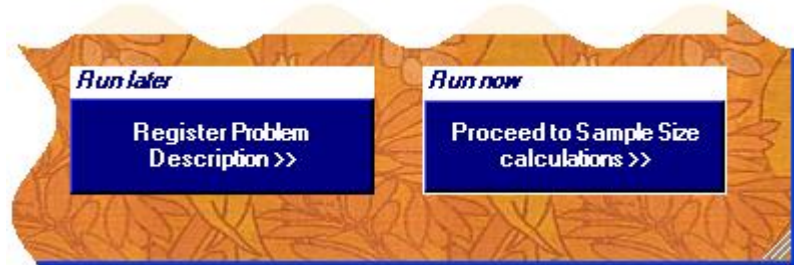 Run later
Run now
Register Problem
Description >>
Proceed to Sample Size
calculations >>